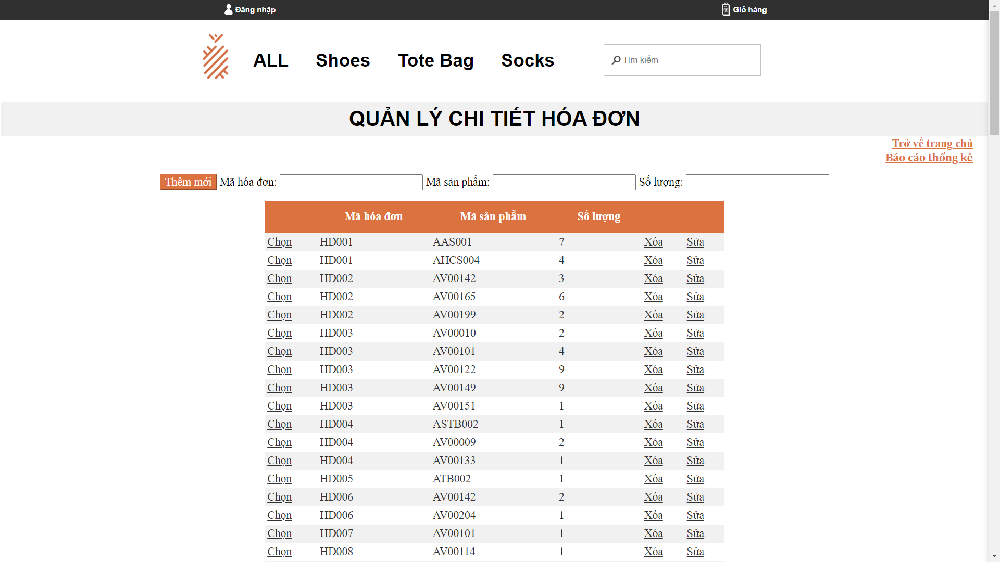 Đăng nhập Giỏ hàng
ALL Shoes Tote Bag Socks Tìm kiếm
QUẢN LÝ CHI TIẾT HÓA ĐƠN
Trở về trang chủ
Báo cáo thống kê
Thêm mới Mã hóa đơn: Mã sản phẩm: Số lượng:
Mã hóa đơn Mã sản phẩm Số lượng
Chọn HD001 AAS001 7 Xóa Sửa
Chọn HD001 AHCS004 4 Xóa Sửa
Chọn HD002 AV00142 3 Xóa Sửa
Chọn HD002 AV00165 6 Xóa Sửa
Chọn HD002 AV00199 2 Xóa Sửa
Chọn HD003 AV00010 2 Xóa Sửa
Chọn HD003 AV00101 4 Xóa Sửa
Chọn HD003 AV00122 9 Xóa Sửa
Chọn HD003 AV00149 9 Xóa Sửa
Chọn HD003 AV00151 1 Xóa Sửa
Chọn HD004 ASTB002 1 Xóa Sửa
Chọn HD004 AV00009 2 Xóa Sửa
Chọn HD004 AV00133 1 Xóa Sửa
Chọn HD005 ATB002 1 Xóa Sửa
Chọn HD006 AV00142 2 Xóa Sửa
Chọn HD006 AV00204 1 Xóa Sửa
Chọn HD007 AV00101 1 Xóa Sửa
Chọn HD008 AV00114 1 Xóa Sửa